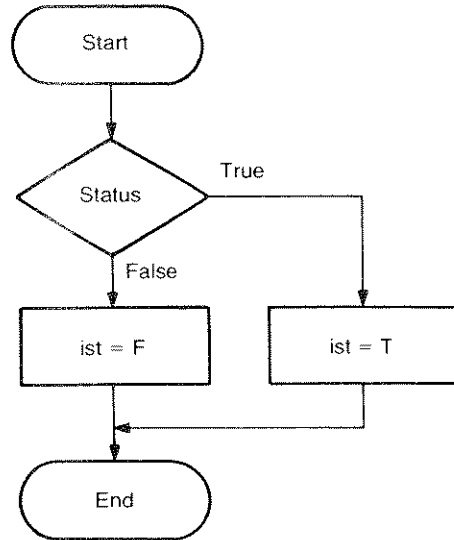 Start
Status
True
False
ist = F
ist = T
End